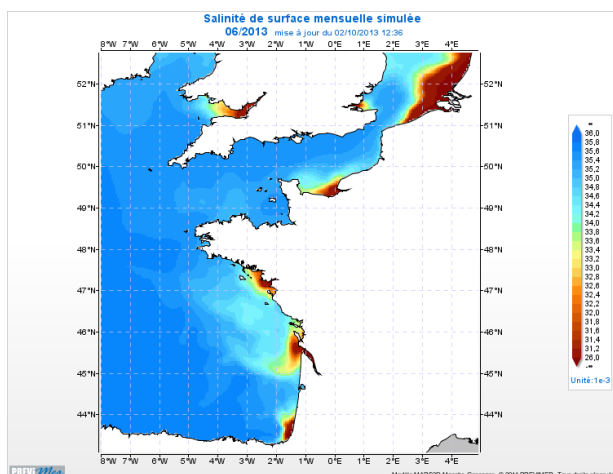 Salinité de surface mensuelle simulée
06/2013 mise à jour du 02/10/2013 12:36
8°W 7°W 6°W 5°W 4°W 3°W 2°W 1°W 0°E 1°E 2°E 3°E 4°E
52°N 52°N
51°N 51°N
50°N 50°N
49°N 49°N
48°N 48°N
47°N 47°N
46°N 46°N
45°N 45°N
44°N 44°N
8°W 7°W 6°W 5°W 4°W 3°W 2°W 1°W 0°E 1°E 2°E 3°E 4°E
∞
36,0
35,8
35,6
35,4
35,2
35,0
34,8
34,6
34,4
34,2
34,0
33,9
33,6
33,4
33,2
33,0
32,8
32,6
32,4
32,2
32,0
31,8
31,4
31,2
26,0
-∞
Unité:1e-3
PREVIMer